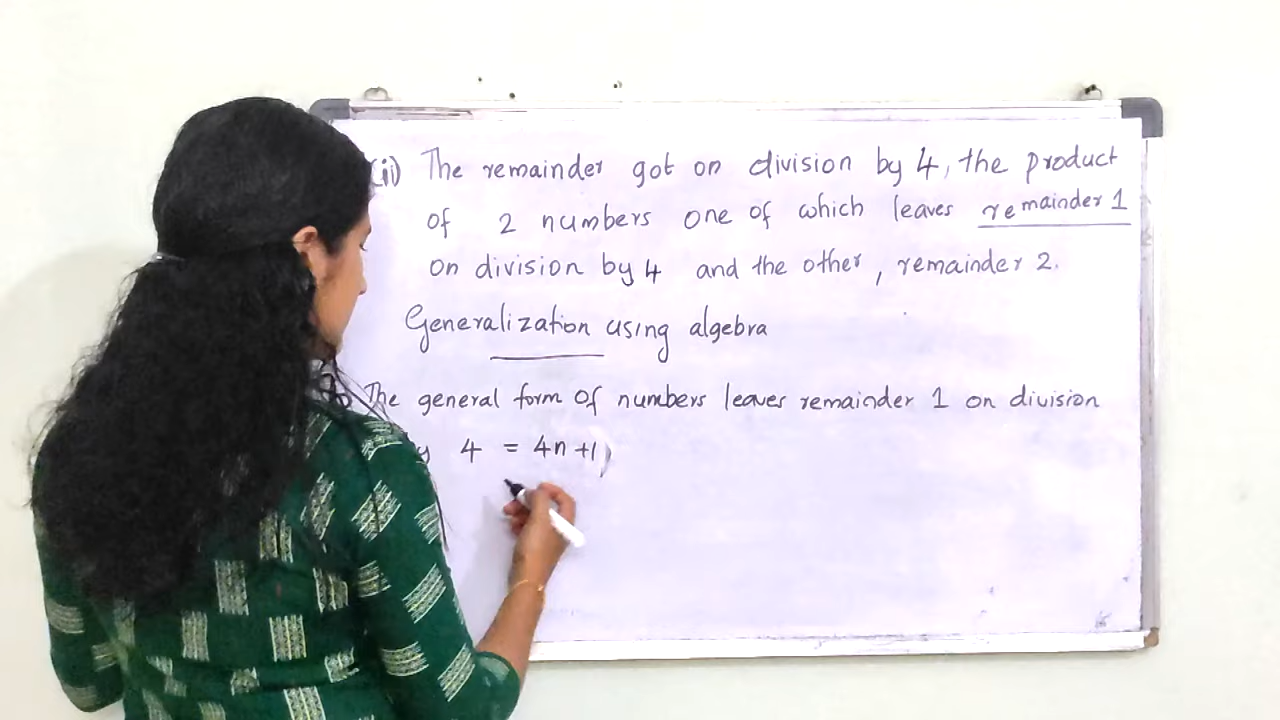 (ii) The remainder got on division by 4, the product
of 2 numbers one of which leaves remainder 1
on division by 4 and the other, remainder 2.
Generalization using algebra
The general form of numbers leaves remainder 1 on division
4 = 4n+1,